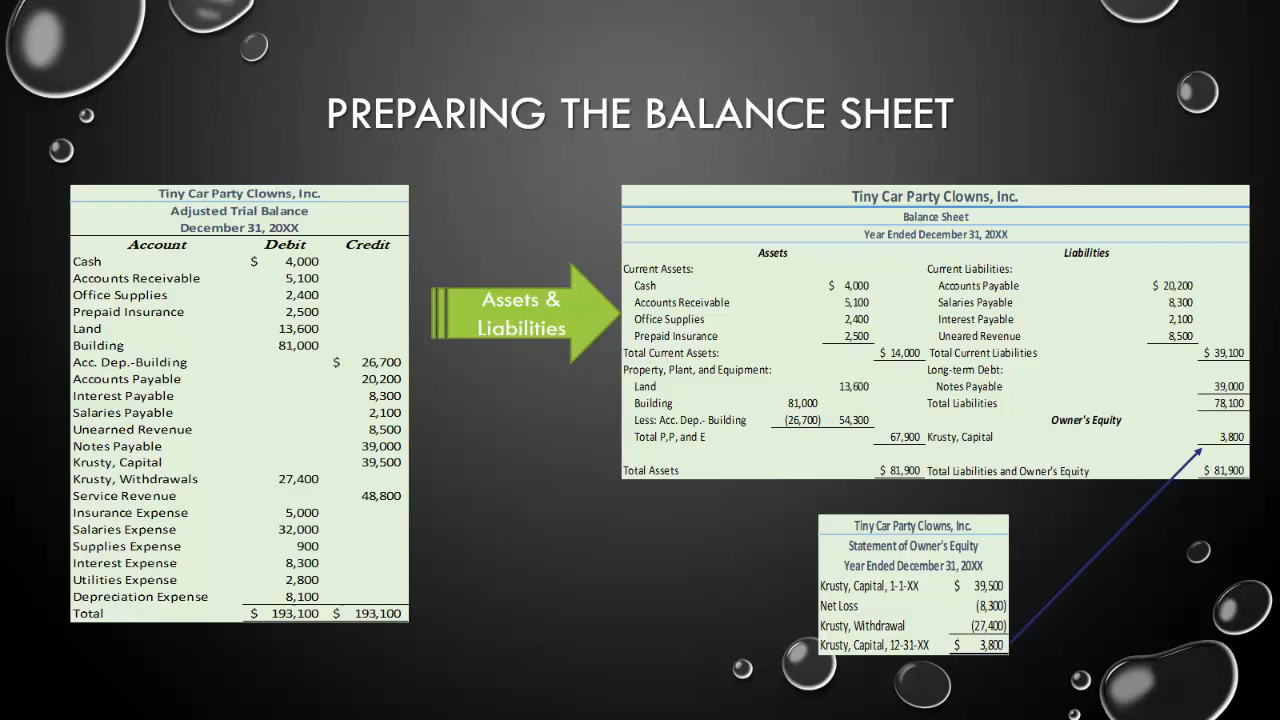 PREPARING THE BALANCE SHEET
Tiny Car Party Clowns, Inc.
Adjusted Trial Balance
December 31, 20XX
Account Debit Credit
Cash $ 4,000
Accounts Receivable 5,100
Office Supplies 2,400
Prepaid Insurance 2,500
Land 13,600
Building 81,000
Acc. Dep.-Building $ 26,700
Accounts Payable 20,200
Interest Payable 8,300
Salaries Payable 2,100
Unearned Revenue 8,500
Notes Payable 39,000
Krusty, Capital 39,500
Krusty, Withdrawals 27,400
Service Revenue 48,800
Insurance Expense 5,000
Salaries Expense 32,000
Supplies Expense 900
Interest Expense 8,300
Utilities Expense 2,800
Depreciation Expense 8,100
Total $ 193,100 $ 193,100
Assets &
Liabilities
Tiny Car Party Clowns, Inc.
Balance Sheet
Year Ended December 31, 20XX
Assets Liabilities
Current Assets: Current Liabilities:
Cash $ 4,000 Accounts Payable $ 20,200
Accounts Receivable 5,100 Salaries Payable 8,300
Office Supplies 2,400 Interest Payable 2,100
Prepaid Insurance 2,500 Uneared Revenue 8,500
Total Current Assets: $ 14,000 Total Current Liabilities $ 39,100
Property, Plant, and Equipment: Long-term Debt:
Land 13,600 Notes Payable 39,000
Building 81,000 Total Liabilities 78,100
Less: Acc. Dep.- Building (26,700) 54,300 Owner's Equity
Total P,P, and E 67,900 Krusty, Capital 3,800
Total Assets $ 81,900 Total Liabilities and Owner's Equity $ 81,900
Tiny Car Party Clowns, Inc.
Statement of Owner's Equity
Year Ended December 31, 20XX
Krusty, Capital, 1-1-XX $ 39,500
Net Loss (8,300)
Krusty, Withdrawal (27,400)
Krusty, Capital, 12-31-XX $ 3,800